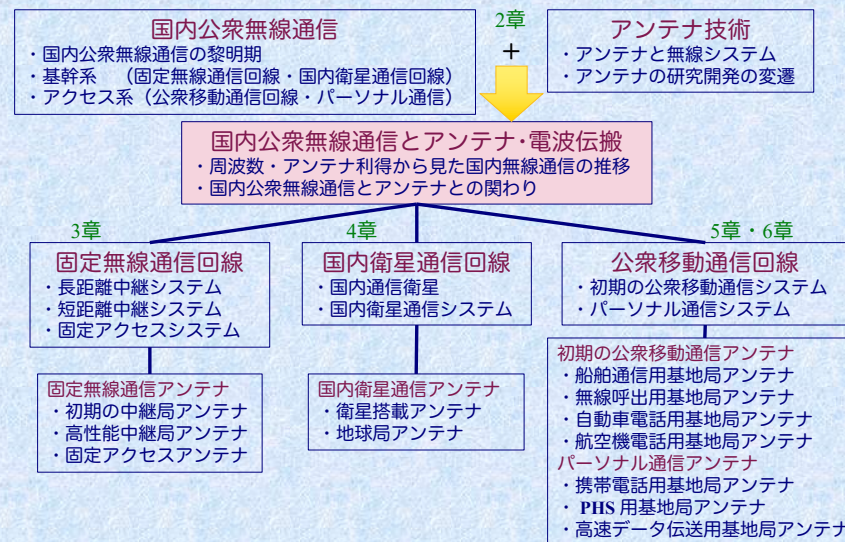 国内公衆無線通信
・国内公衆無線通信の黎明期
・基幹系　（固定無線通信回線・国内衛星通信回線）
・アクセス系（公衆移動通信回線・パーソナル通信）
2章
+
アンテナ技術
・アンテナと無線システム
・アンテナの研究開発の変遷
国内公衆無線通信とアンテナ・電波伝搬
・周波数・アンテナ利得から見た国内無線通信の推移
・国内公衆無線通信とアンテナとの関わり
3章
固定無線通信回線
・長距離中継システム
・短距離中継システム
・固定アクセスシステム
固定無線通信アンテナ
・初期の中継局アンテナ
・高性能中継局アンテナ
・固定アクセスアンテナ
4章
国内衛星通信回線
・国内通信衛星
・国内衛星通信システム
国内衛星通信アンテナ
・衛星搭載アンテナ
・地球局アンテナ
5章・6章
公衆移動通信回線
・初期の公衆移動通信システム
・パーソナル通信システム
初期の公衆移動通信アンテナ
・船舶通信用基地局アンテナ
・無線呼出用基地局アンテナ
・自動車電話用基地局アンテナ
・航空機電話用基地局アンテナ
パーソナル通信アンテナ
・携帯電話用基地局アンテナ
・PHS 用基地局アンテナ
・高速データ伝送用基地局アンテナ